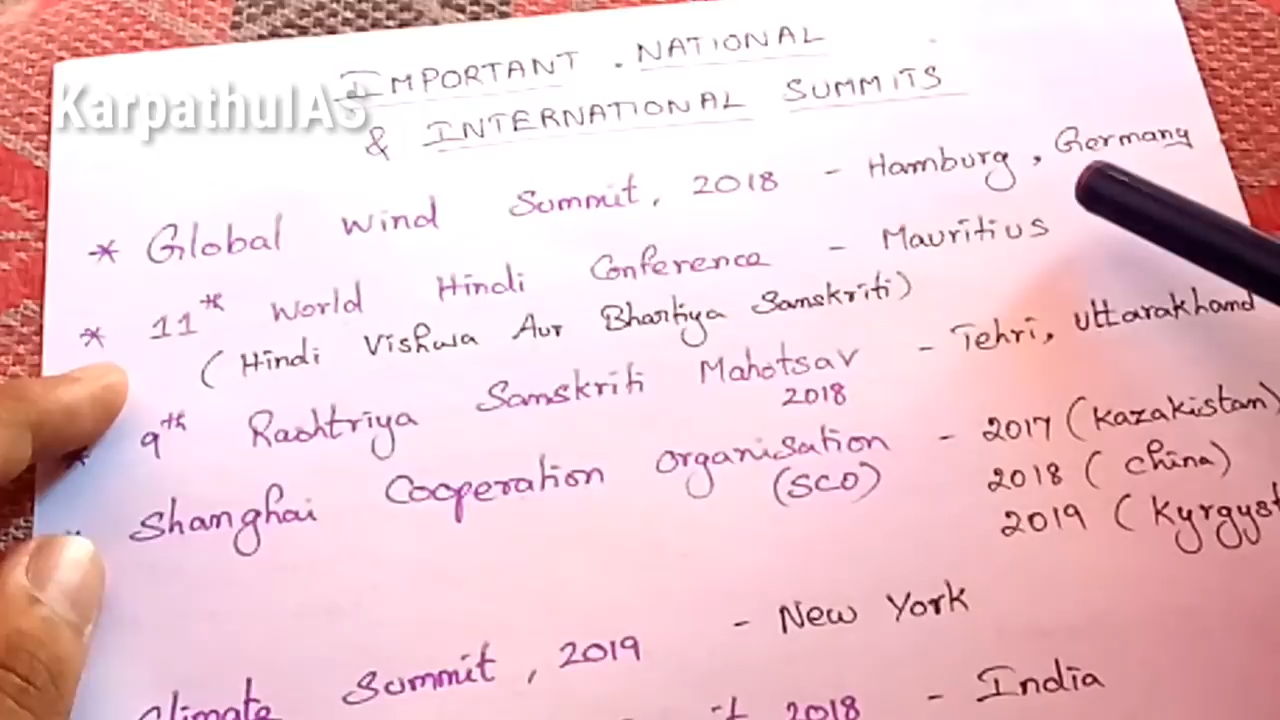 IMPORTANT . NATIONAL
& INTERNATIONAL SUMMITS
KarpathuIAS
* Global Wind Summit, 2018 - Hamburg, Germany
* 11th World Hindi Conference - Mauritius
(Hindi Vishwa Aur Bhartiya Sanskriti)
* 9th Rashtriya Sanskriti Mahotsav - Tehri, Uttarakhand
2018
Shanghai Cooperation Organisation - 2017 (Kazakistan)
(SCO) 2018 (China)
2019 (Kyrgyst
Climate Summit, 2019 - New York
2018 - India